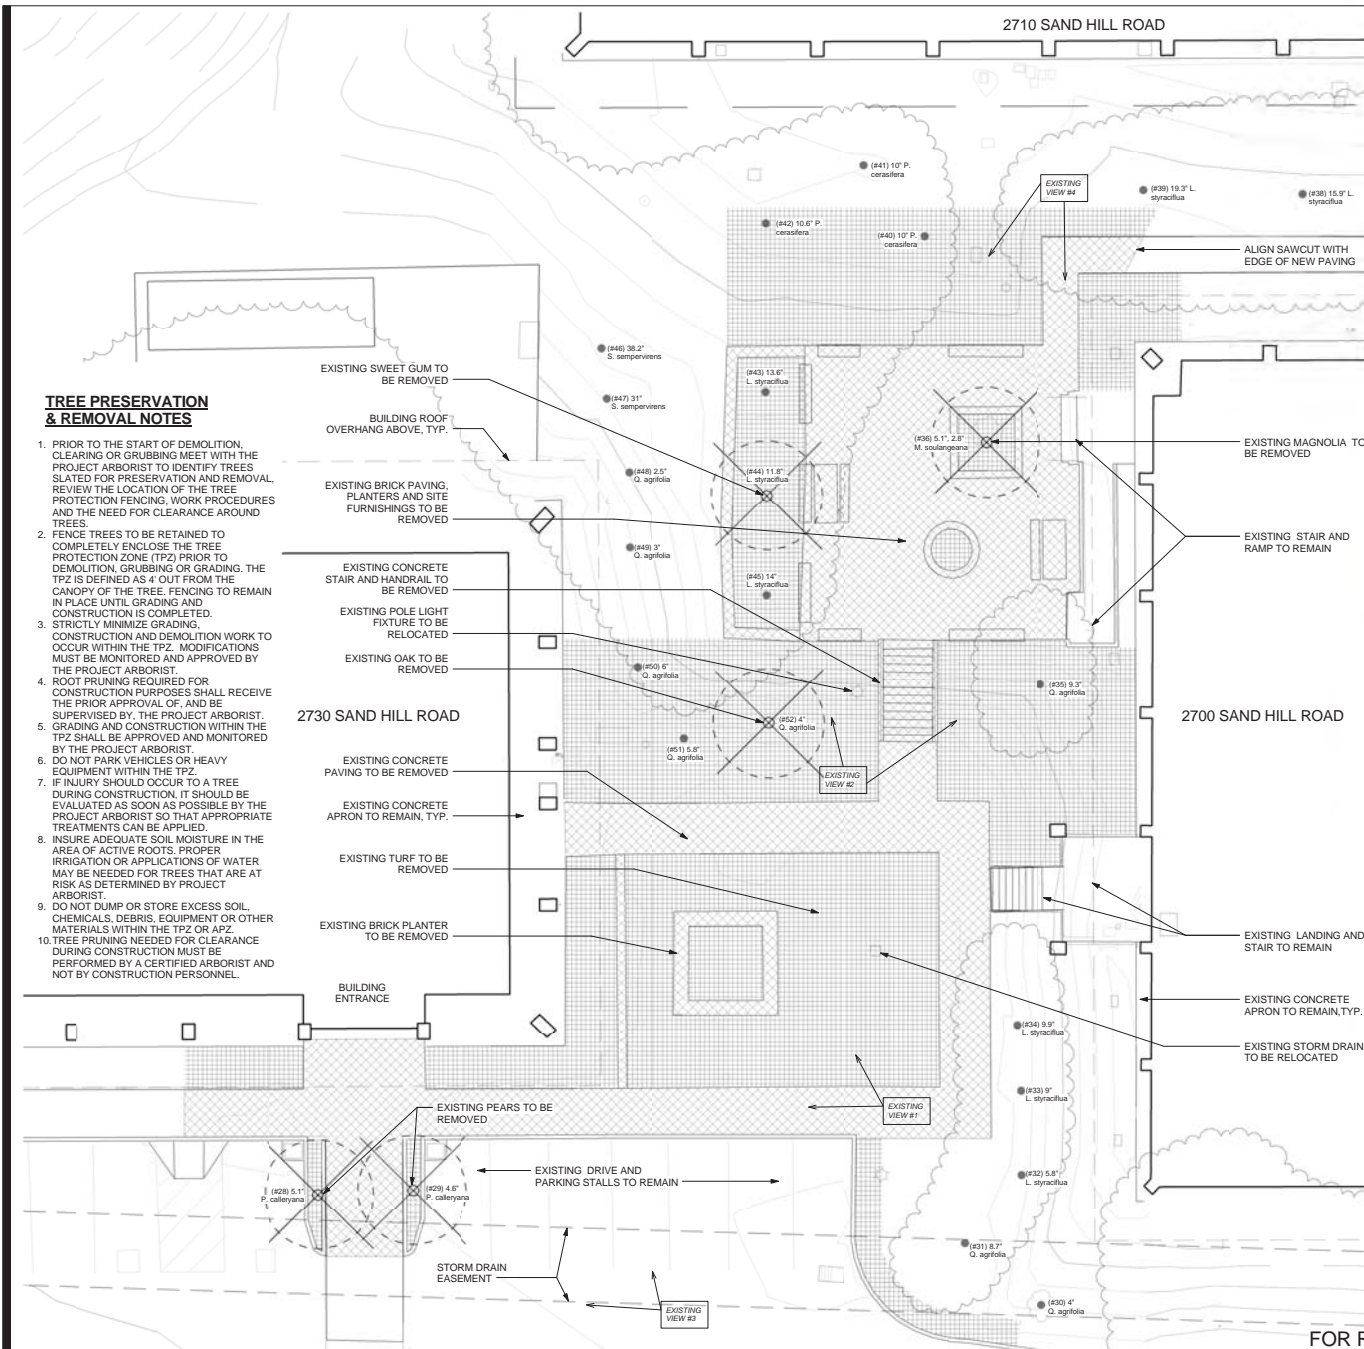 2710 SAND HILL ROAD
(#41) 10" P.
cerasifera
EXISTING
VIEW #4
(#39) 19.3" L.
styraciflua
(#38) 15.9" L.
styraciflua
(#42) 10.6" P.
cerasifera
(#40) 10" P.
cerasifera
ALIGN SAWCUT WITH
EDGE OF NEW PAVING
(#46) 38.2"
S. sempervirens
(#47) 31"
S. sempervirens
EXISTING SWEET GUM TO
BE REMOVED
(#43) 13.6"
L. styraciflua
TREE PRESERVATION
& REMOVAL NOTES
1. PRIOR TO THE START OF DEMOLITION,
CLEARING OR GRUBBING MEET WITH THE
PROJECT ARBORIST TO IDENTIFY TREES
SLATED FOR PRESERVATION AND REMOVAL,
REVIEW THE LOCATION OF THE TREE
PROTECTION FENCING, WORK PROCEDURES
AND THE NEED FOR CLEARANCE AROUND
TREES.
2. FENCE TREES TO BE RETAINED TO
COMPLETELY ENCLOSE THE TREE
PROTECTION ZONE (TPZ) PRIOR TO
DEMOLITION, GRUBBING OR GRADING. THE
TPZ IS DEFINED AS 4' OUT FROM THE
CANOPY OF THE TREE. FENCING TO REMAIN
IN PLACE UNTIL GRADING AND
CONSTRUCTION IS COMPLETED.
3. STRICTLY MINIMIZE GRADING,
CONSTRUCTION AND DEMOLITION WORK TO
OCCUR WITHIN THE TPZ. MODIFICATIONS
MUST BE MONITORED AND APPROVED BY
THE PROJECT ARBORIST.
4. ROOT PRUNING REQUIRED FOR
CONSTRUCTION PURPOSES SHALL RECEIVE
THE PRIOR APPROVAL OF, AND BE
SUPERVISED BY, THE PROJECT ARBORIST.
5. GRADING AND CONSTRUCTION WITHIN THE
TPZ SHALL BE APPROVED AND MONITORED
BY THE PROJECT ARBORIST.
6. DO NOT PARK VEHICLES OR HEAVY
EQUIPMENT WITHIN THE TPZ.
7. IF INJURY SHOULD OCCUR TO A TREE
DURING CONSTRUCTION, IT SHOULD BE
EVALUATED AS SOON AS POSSIBLE BY THE
PROJECT ARBORIST SO THAT APPROPRIATE
TREATMENTS CAN BE APPLIED.
8. INSURE ADEQUATE SOIL MOISTURE IN THE
AREA OF ACTIVE ROOTS. PROPER
IRRIGATION OR APPLICATIONS OF WATER
MAY BE NEEDED FOR TREES THAT ARE AT
RISK AS DETERMINED BY PROJECT
ARBORIST.
9. DO NOT DUMP OR STORE EXCESS SOIL,
CHEMICALS, DEBRIS, EQUIPMENT OR OTHER
MATERIALS WITHIN THE TPZ OR APZ.
10. TREE PRUNING NEEDED FOR CLEARANCE
DURING CONSTRUCTION MUST BE
PERFORMED BY A CERTIFIED ARBORIST AND
NOT BY CONSTRUCTION PERSONNEL.
BUILDING ROOF
OVERHANG ABOVE, TYP.
(#36) 5.1", 2.8"
M. soulangeana
EXISTING MAGNOLIA TO
BE REMOVED
(#48) 2.5"
Q. agrifolia
(#44) 11.8"
L. styraciflua
EXISTING BRICK PAVING,
PLANTERS AND SITE
FURNISHINGS TO BE
REMOVED
(#49) 3"
Q. agrifolia
EXISTING STAIR AND
RAMP TO REMAIN
EXISTING CONCRETE
STAIR AND HANDRAIL TO
BE REMOVED
(#45) 14"
L. styraciflua
EXISTING POLE LIGHT
FIXTURE TO BE
RELOCATED
EXISTING OAK TO BE
REMOVED
(#50) 6"
Q. agrifolia
(#35) 9.3"
Q. agrifolia
2730 SAND HILL ROAD
(#52) 4"
Q. agrifolia
2700 SAND HILL ROAD
(#51) 5.8"
Q. agrifolia
EXISTING CONCRETE
PAVING TO BE REMOVED
EXISTING
VIEW #2
EXISTING CONCRETE
APRON TO REMAIN, TYP.
EXISTING TURF TO BE
REMOVED
EXISTING BRICK PLANTER
TO BE REMOVED
EXISTING LANDING AND
STAIR TO REMAIN
BUILDING
ENTRANCE
EXISTING CONCRETE
APRON TO REMAIN,TYP.
(#34) 9.9"
L. styraciflua
EXISTING STORM DRAIN
TO BE RELOCATED
(#33) 9"
L. styraciflua
EXISTING PEARS TO BE
REMOVED
EXISTING
VIEW #1
EXISTING DRIVE AND
PARKING STALLS TO REMAIN
(#32) 5.8"
L. styraciflua
(#28) 5.1"
P. calleryana
(#29) 4.6"
P. calleryana
(#31) 8.7"
Q. agrifolia
STORM DRAIN
EASEMENT
EXISTING
VIEW #3
(#30) 4"
Q. agrifolia
FOR